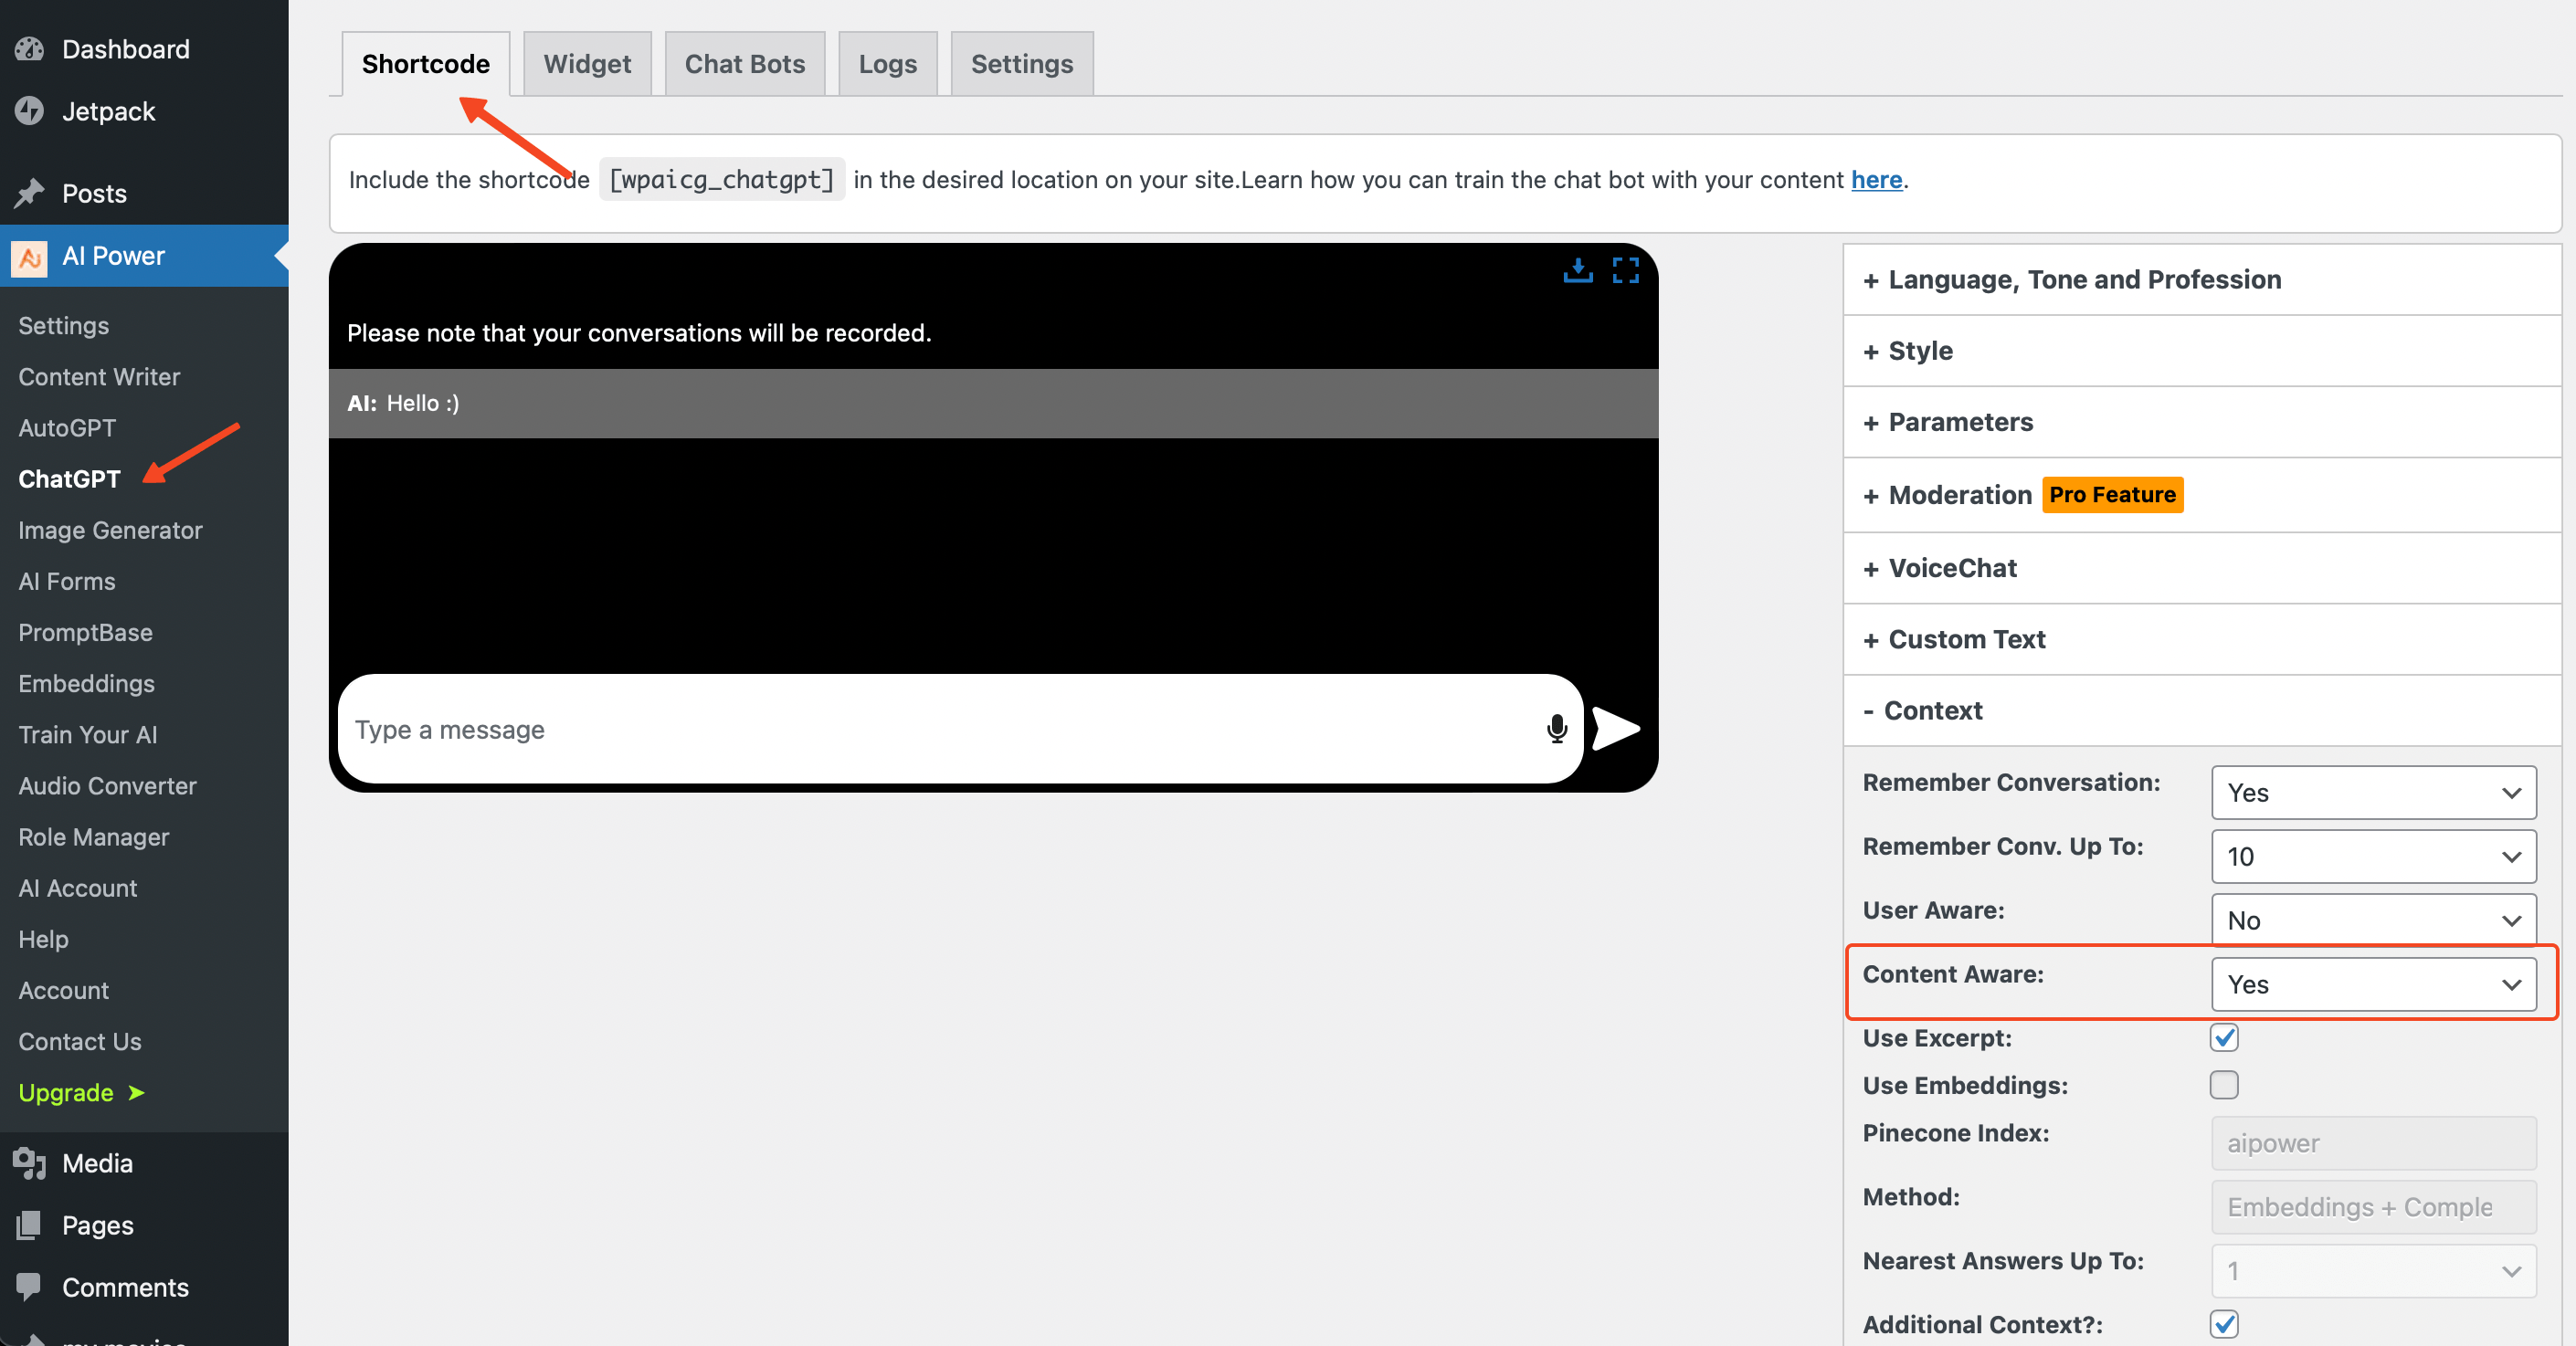 Dashboard
Jetpack
Posts
AI Power
Settings
Content Writer
AutoGPT
ChatGPT
Image Generator
AI Forms
PromptBase
Embeddings
Train Your AI
Audio Converter
Role Manager
AI Account
Help
Account
Contact Us
Upgrade ➤
Media
Pages
Comments
Shortcode
Widget
Chat Bots
Logs
Settings
Include the shortcode [wpaicg_chatgpt] in the desired location on your site.Learn how you can train the chat bot with your content here.
Please note that your conversations will be recorded.
AI: Hello :)
Type a message
+ Language, Tone and Profession
+ Style
+ Parameters
+ Moderation Pro Feature
+ VoiceChat
+ Custom Text
- Context
Remember Conversation: Yes
Remember Conv. Up To: 10
User Aware: No
Content Aware: Yes
Use Excerpt:
Use Embeddings:
Pinecone Index: aipower
Method: Embeddings + Comple
Nearest Answers Up To: 1
Additional Context?: